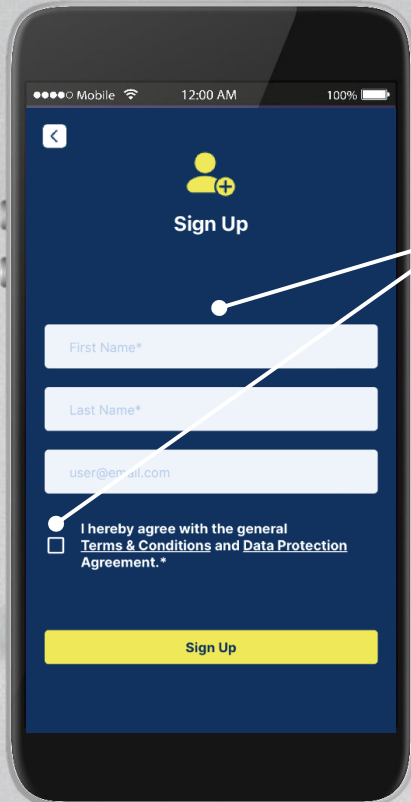 Mobile 12:00 AM 100%
Sign Up
First Name*
Last Name*
user@email.com
I hereby agree with the general
Terms & Conditions and Data Protection
Agreement.*
Sign Up